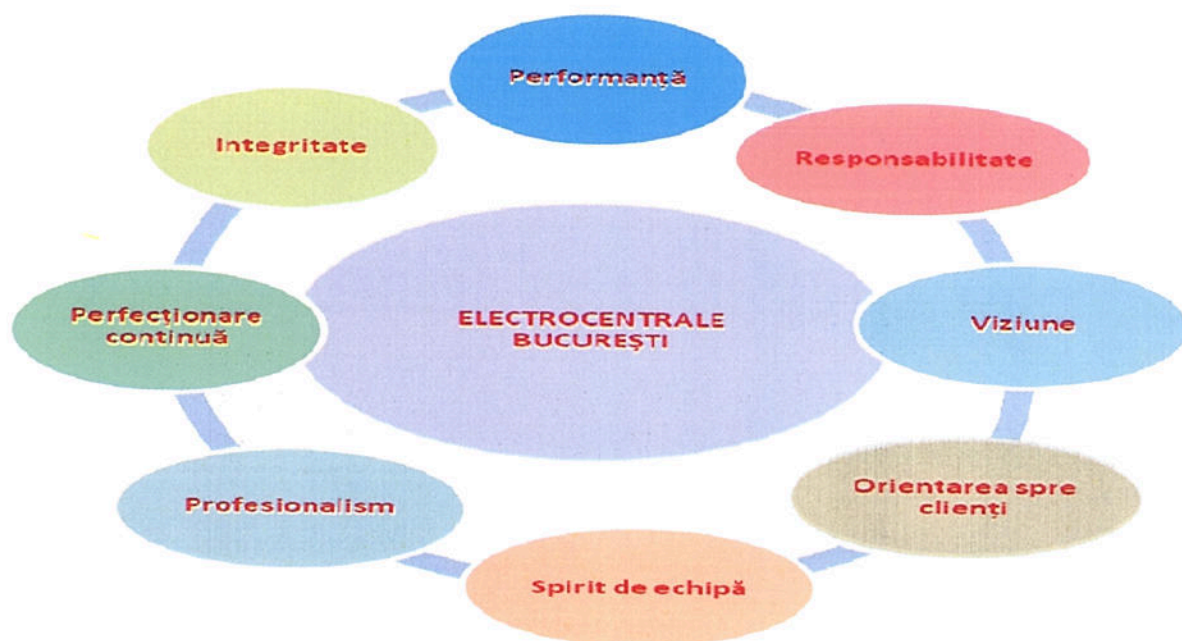 Performanță
Integritate
Responsabilitate
ELECTROCENTRALE
BUCUREȘTI
Perfecționare
continuă
Viziune
Profesionalism
Orientarea spre
clienți
Spirit de echipă